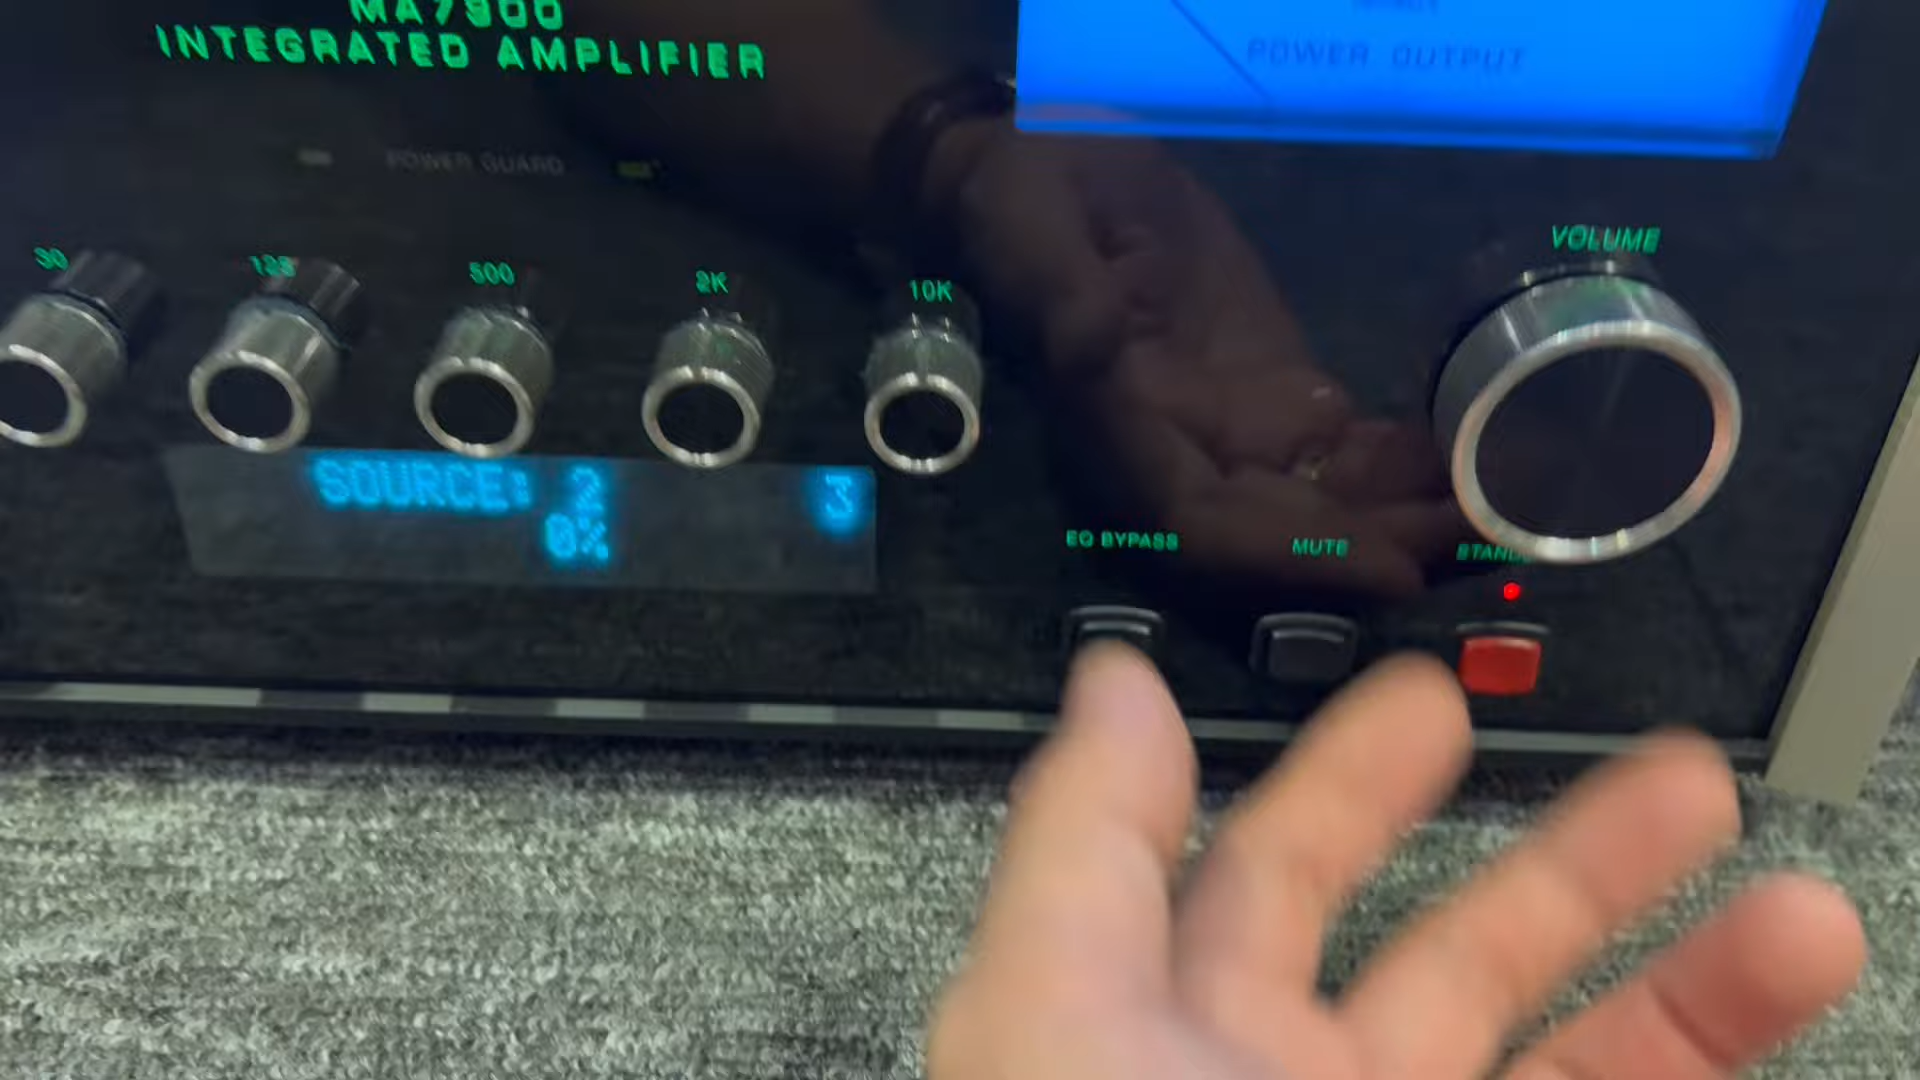 MA7900
INTEGRATED AMPLIFIER
POWER OUTPUT
POWER GUARD
VOLUME
30 125 500 2K 10K
SOURCE: 2 3
0%
EQ BYPASS MUTE